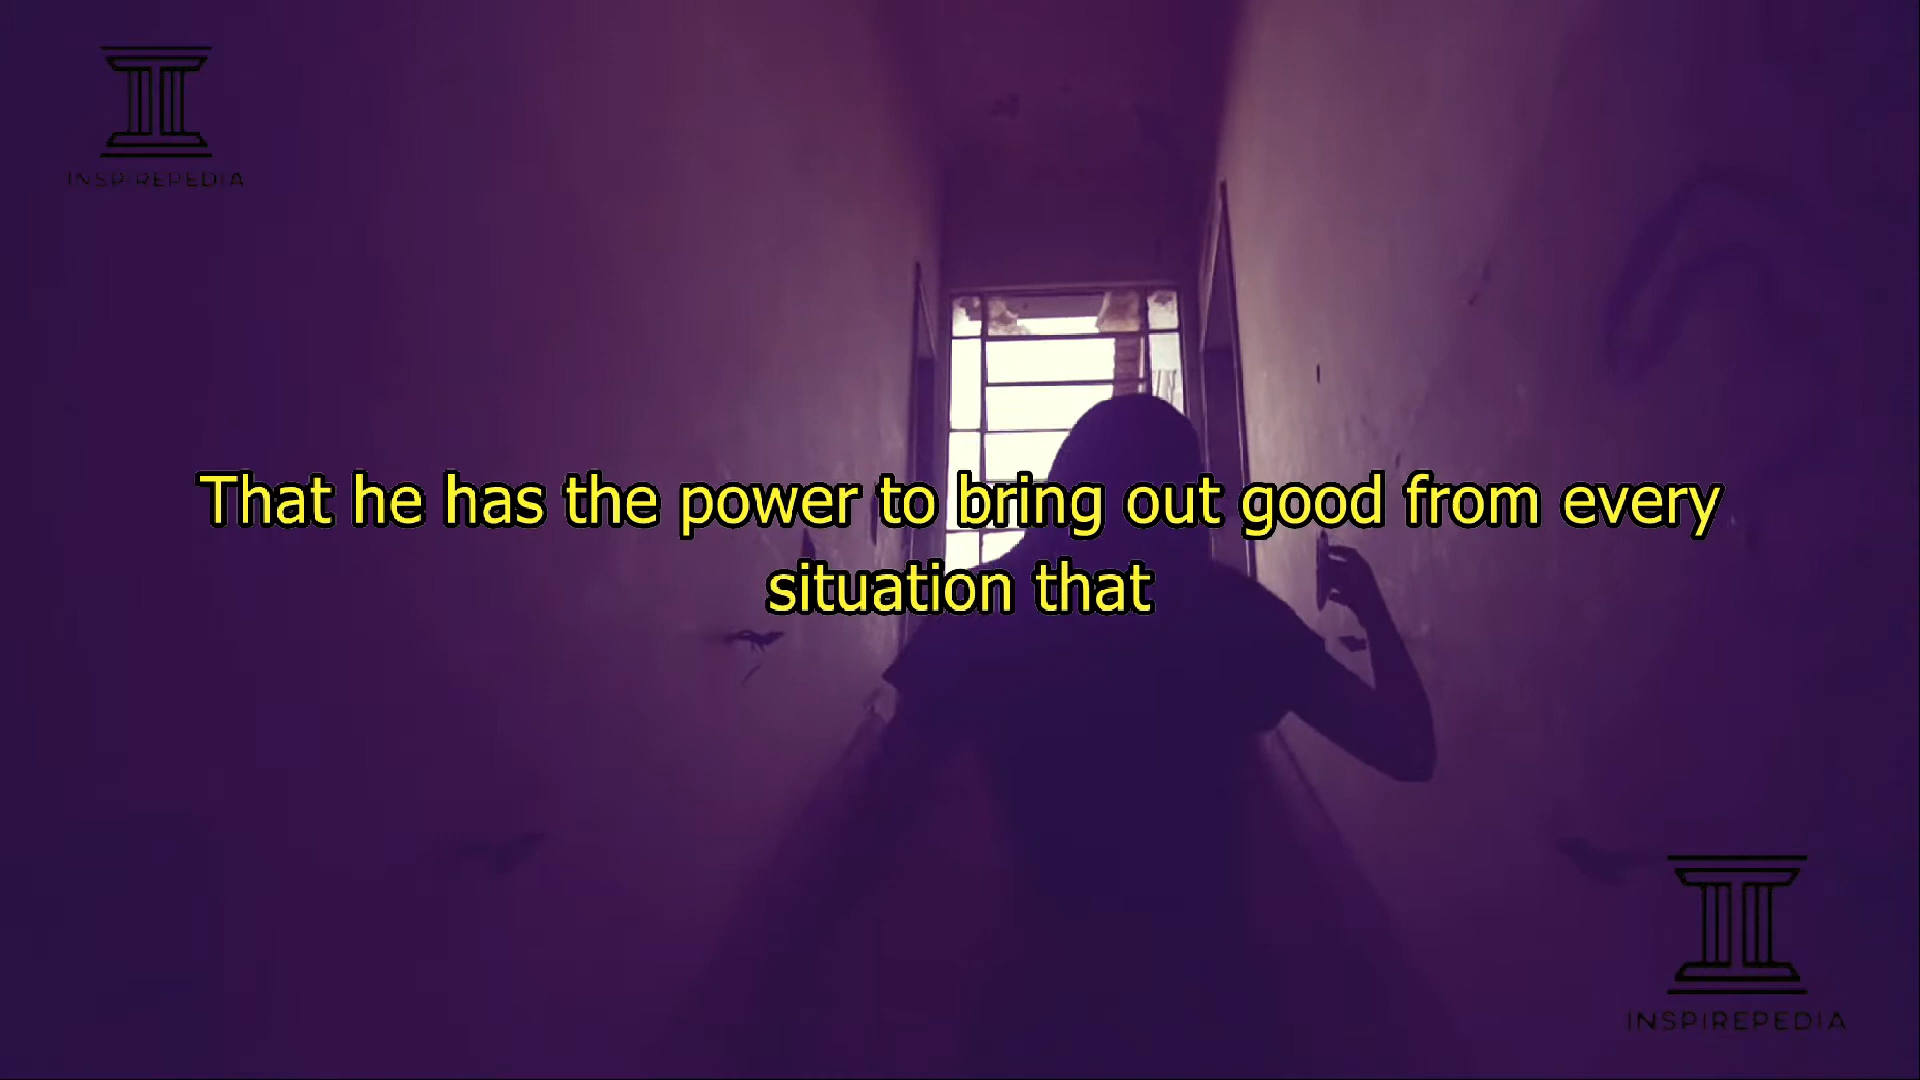 INSPIREPEDIA
That he has the power to bring out good from every
situation that
INSPIREPEDIA